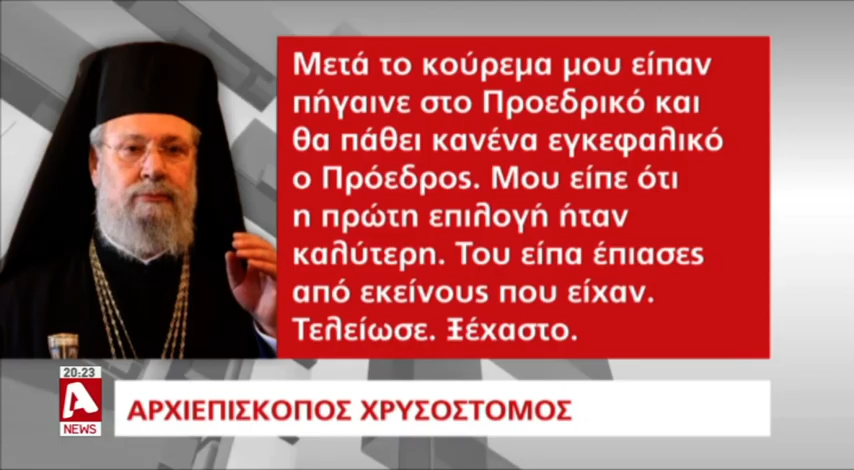 Μετά το κούρεμα μου είπαν
πήγαινε στο Προεδρικό και
θα πάθει κανένα εγκεφαλικό
ο Πρόεδρος. Μου είπε ότι
η πρώτη επιλογή ήταν
καλύτερη. Του είπα έπιασες
από εκείνους που είχαν.
Τελείωσε. Ξέχαστο.
20:23
A
NEWS
ΑΡΧΙΕΠΙΣΚΟΠΟΣ ΧΡΥΣΟΣΤΟΜΟΣ